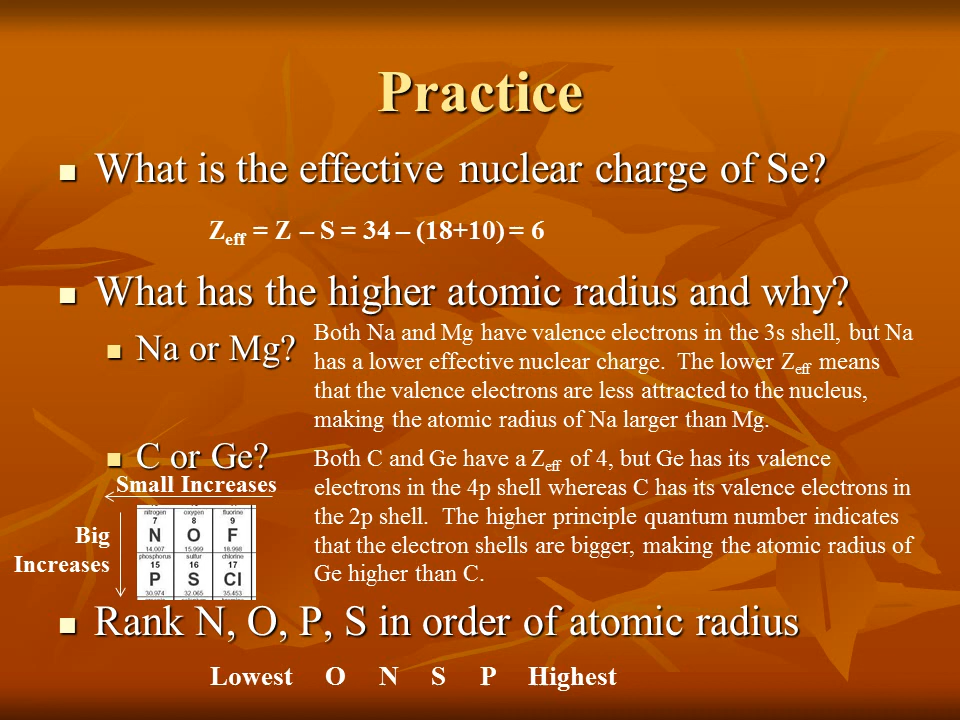 Practice
What is the effective nuclear charge of Se?
Zeff = Z – S = 34 – (18+10) = 6
What has the higher atomic radius and why?
Na or Mg?
Both Na and Mg have valence electrons in the 3s shell, but Na
has a lower effective nuclear charge. The lower Zeff means
that the valence electrons are less attracted to the nucleus,
making the atomic radius of Na larger than Mg.
C or Ge?
Both C and Ge have a Zeff of 4, but Ge has its valence
electrons in the 4p shell whereas C has its valence electrons in
the 2p shell. The higher principle quantum number indicates
that the electron shells are bigger, making the atomic radius of
Ge higher than C.
Small Increases
Big
Increases
nitrogen oxygen fluorine
7 8 9
N O F
14.007 15.999 18.998
phosphorus sulfur chlorine
15 16 17
P S Cl
30.974 32.065 35.453
Rank N, O, P, S in order of atomic radius
Lowest O N S P Highest